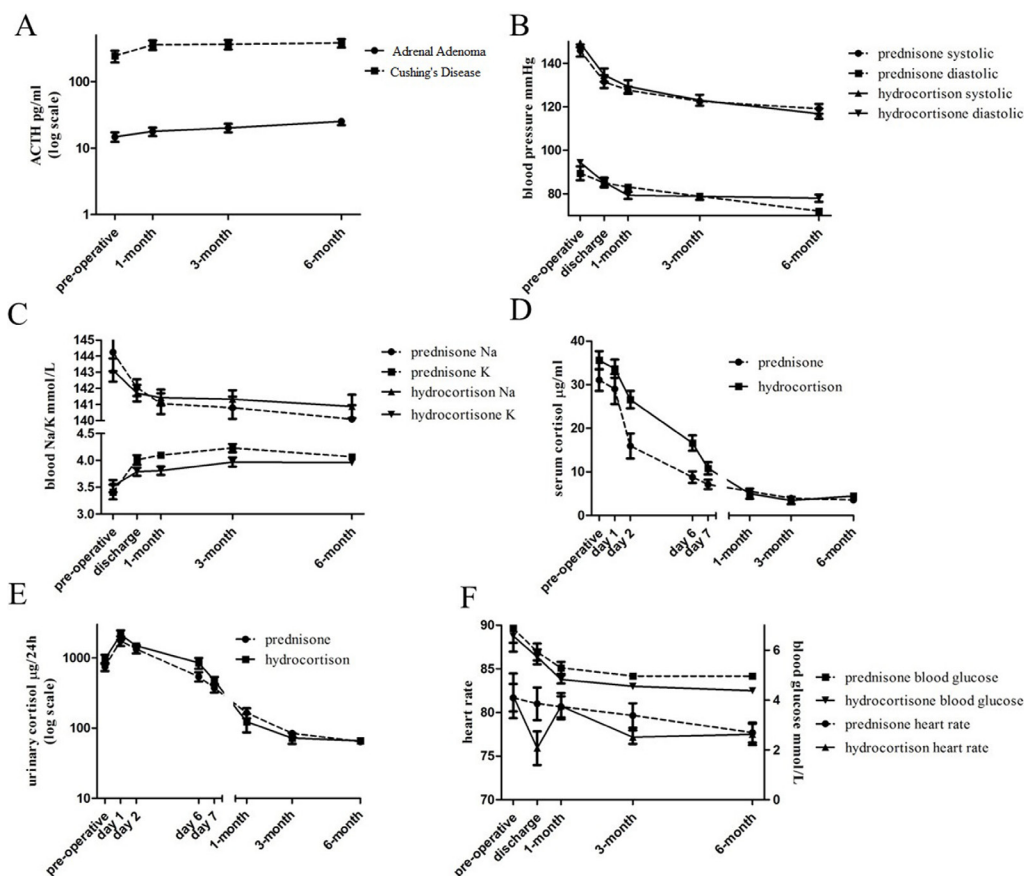 A
ACTH pg/ml
(log scale)
100
10
1
pre-operative
1-month
3-month
6-month
Adrenal Adenoma
Cushing's Disease
B
blood pressure mmHg
140
120
100
80
pre-operative
discharge
1-month
3-month
6-month
prednisone systolic
prednisone diastolic
hydrocortison systolic
hydrocortisone diastolic
C
blood Na/K mmol/L
145
144
143
142
141
140
4.5
4.0
3.5
3.0
pre-operative
discharge
1-month
3-month
6-month
prednisone Na
prednisone K
hydrocortison Na
hydrocortisone K
D
serum cortisol µg/ml
40
30
20
10
0
pre-operative
day 1
day 2
day 6
day 7
1-month
3-month
6-month
prednisone
hydrocortison
E
urinary cortisol µg/24h
(log scale)
1000
100
10
pre-operative
day 1
day 2
day 6
day 7
1-month
3-month
6-month
prednisone
hydrocortison
F
heart rate
90
85
80
75
70
blood glucose mmol/L
6
4
2
0
pre-operative
discharge
1-month
3-month
6-month
prednisone blood glucose
hydrocortisone blood glucose
prednisone heart rate
hydrocortison heart rate